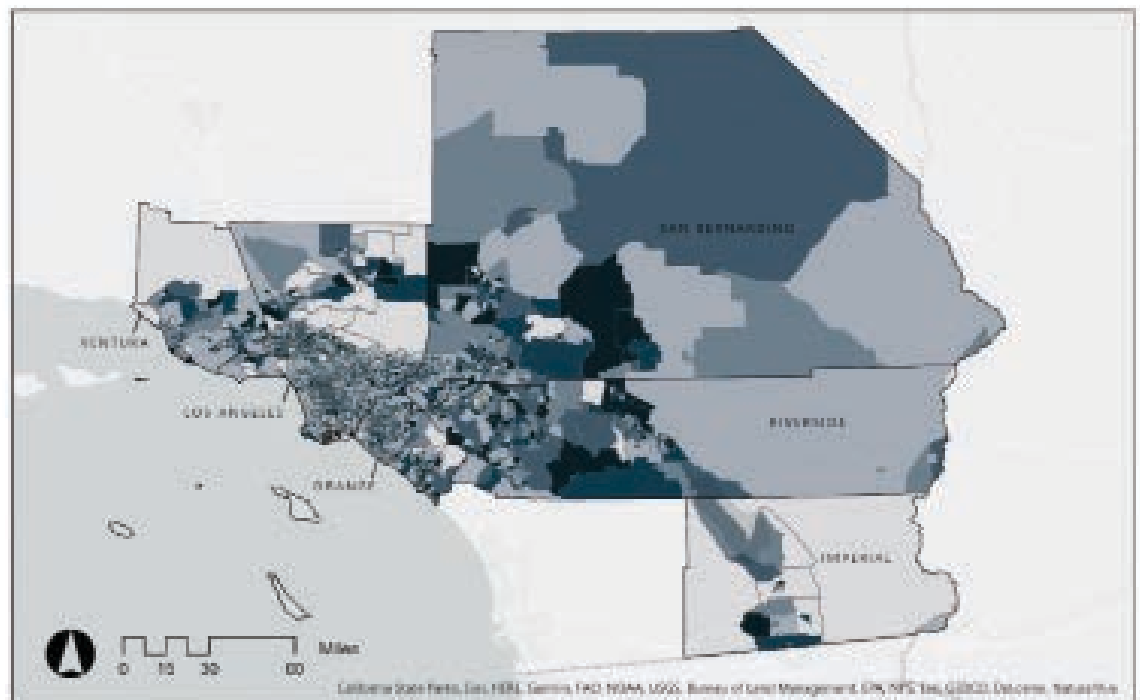 SAN BERNARDINO
VENTURA
LOS ANGELES
RIVERSIDE
ORANGE
IMPERIAL
Miles
0 15 30 60
California State Parks, Esri, HERE, Garmin, FAO, NOAA, USGS, Bureau of Land Management, EPA, NPS